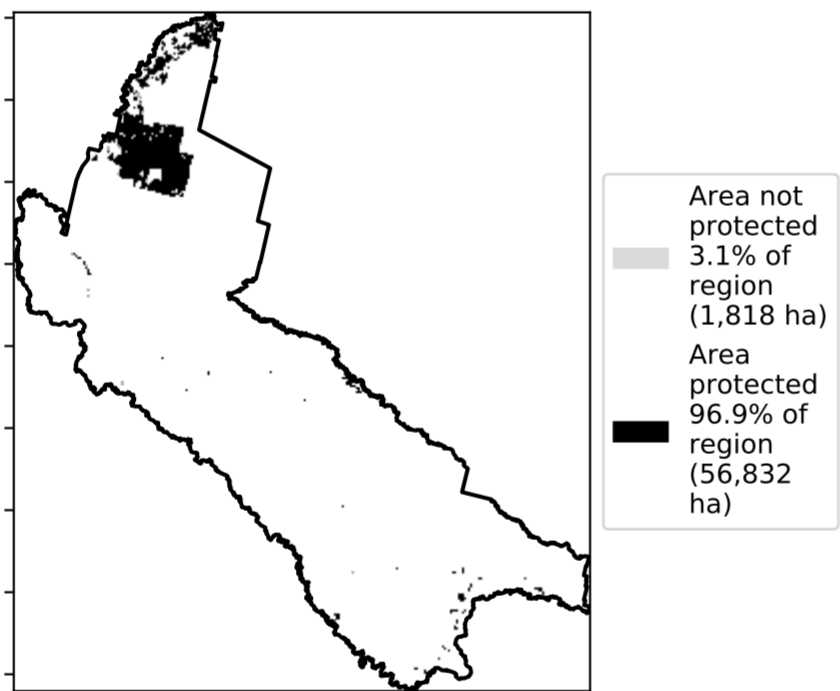 Area not
protected
3.1% of
region
(1,818 ha)
Area
protected
96.9% of
region
(56,832
ha)